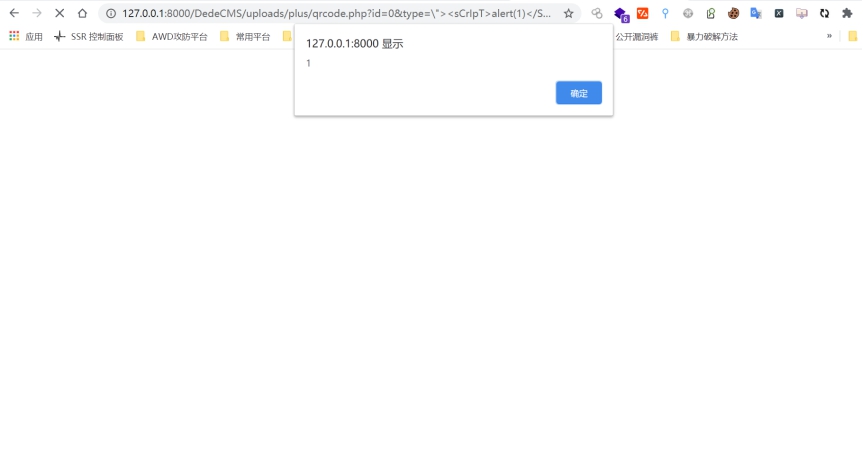 127.0.0.1:8000/DedeCMS/uploads/plus/qrcode.php?id=0&type=\"><sCrIpT>alert(1)</S...
6
应用 SSR 控制面板 AWD攻防平台 常用平台 公开漏洞裤 暴力破解方法 »
127.0.0.1:8000 显示
1
确定